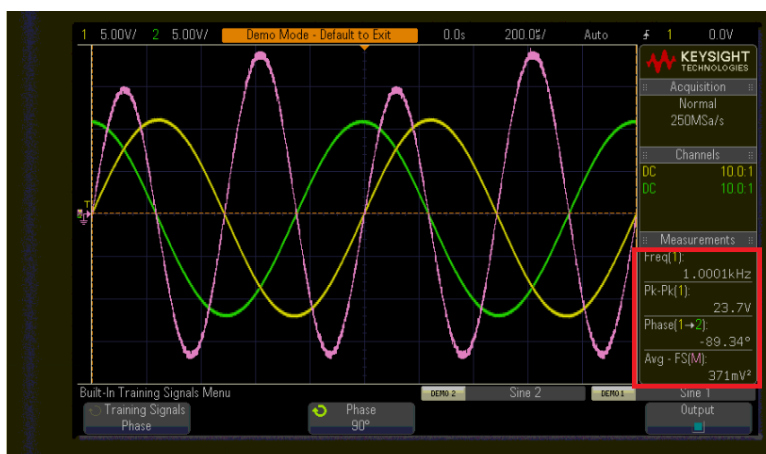 1 5.00V/ 2 5.00V/ Demo Mode - Default to Exit 0.0s 200.0%/ Auto 1 0.0V
KEYSIGHT
TECHNOLOGIES
Acquisition
Normal
250MSa/s
Channels
DC 10.0:1
DC 10.0:1
Measurements
Freq(1):
1.0001kHz
Pk-Pk(1):
23.7V
Phase(1→2):
-89.34°
Avg - FS(M):
371mV²
T
Built-In Training Signals Menu
DEMO 2 Sine 2 DEMO 1 Sine 1
Training Signals
Phase
Phase
90°
Output